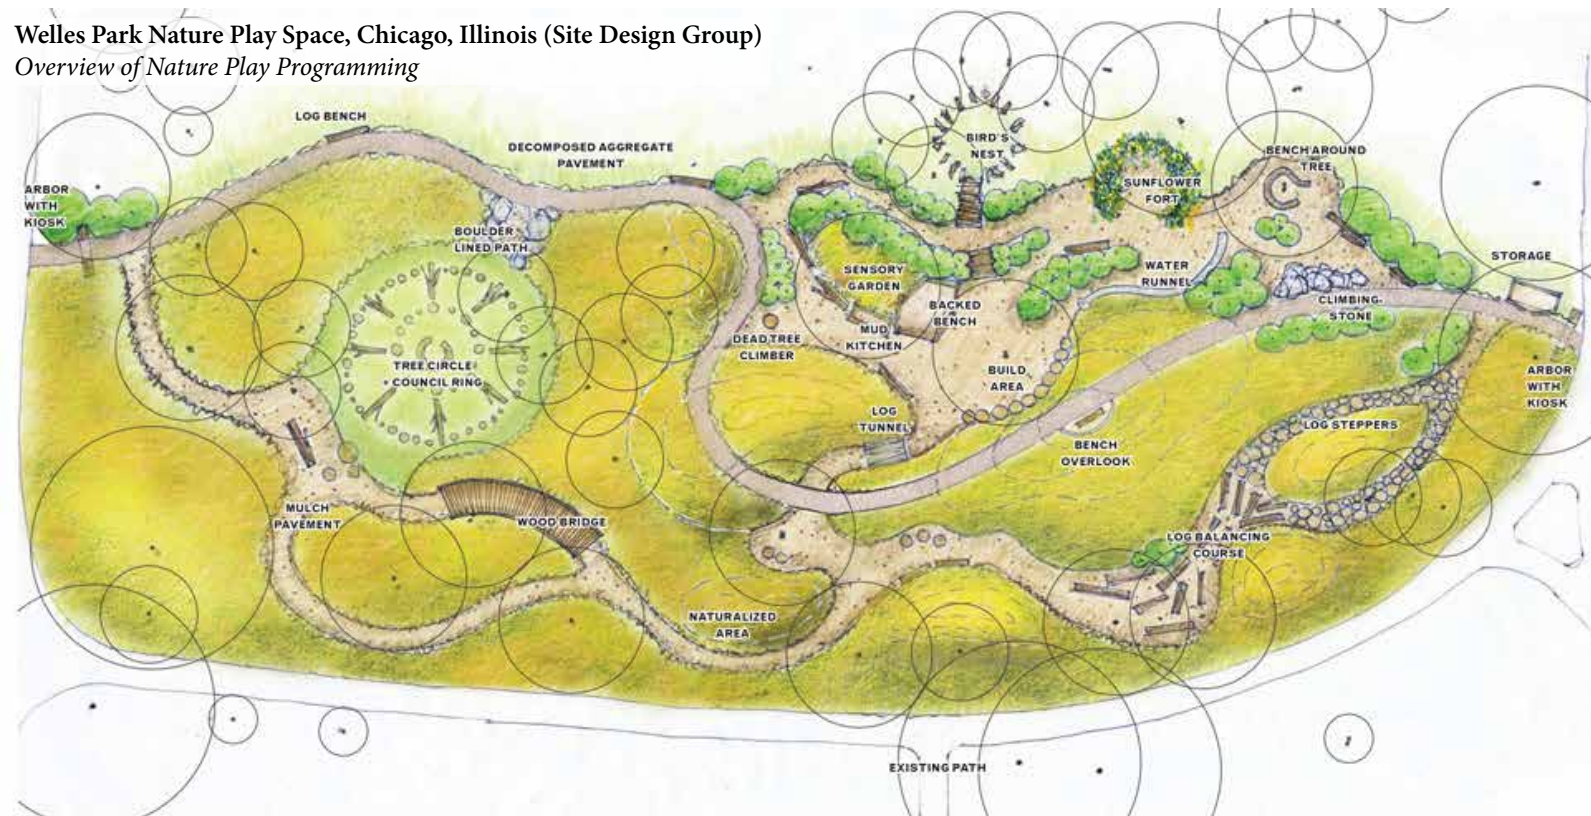 Welles Park Nature Play Space, Chicago, Illinois (Site Design Group)
Overview of Nature Play Programming
LOG BENCH
DECOMPOSED AGGREGATE
PAVEMENT
BIRD'S
NEST
BENCH AROUND
TREE
ARBOR
WITH
KIOSK
SUNFLOWER
FORT
BOULDER
LINED PATH
STORAGE
SENSORY
GARDEN
WATER
RUNNEL
BACKED
BENCH
CLIMBING
STONE
DEAD TREE
CLIMBER
MUD
KITCHEN
TREE CIRCLE
COUNCIL RING
BUILD
AREA
ARBOR
WITH
KIOSK
LOG
TUNNEL
LOG STEPPERS
BENCH
OVERLOOK
MULCH
PAVEMENT
WOOD BRIDGE
LOG BALANCING
COURSE
NATURALIZED
AREA
EXISTING PATH